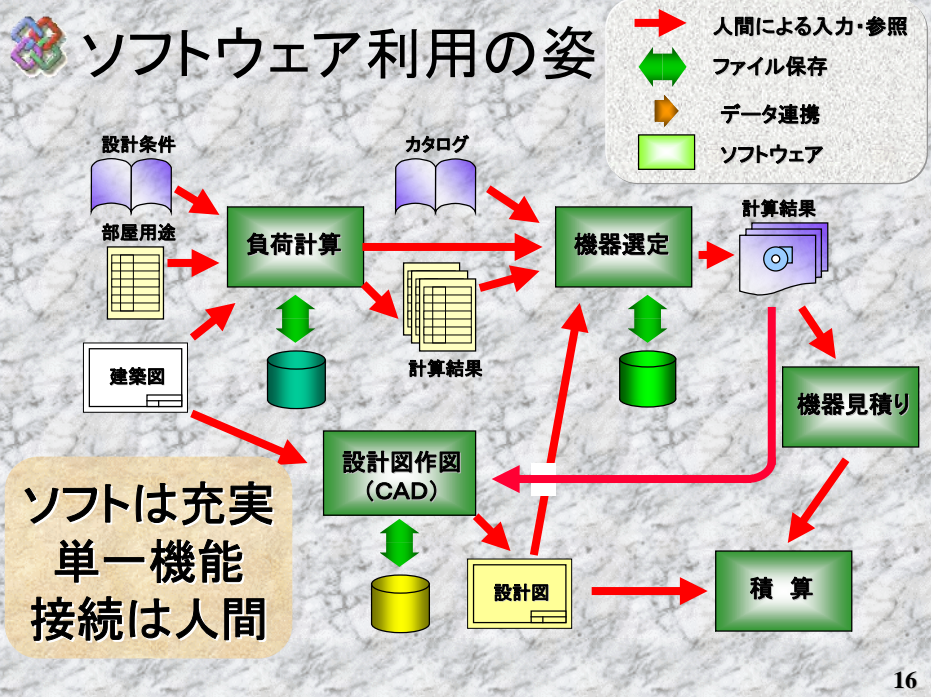 ソフトウェア利用の姿
人間による入力・参照
ファイル保存
データ連携
ソフトウェア
設計条件
カタログ
部屋用途
負荷計算
機器選定
計算結果
建築図
計算結果
機器見積り
設計図作図
(CAD)
設計図
積 算
ソフトは充実
単一機能
接続は人間
16